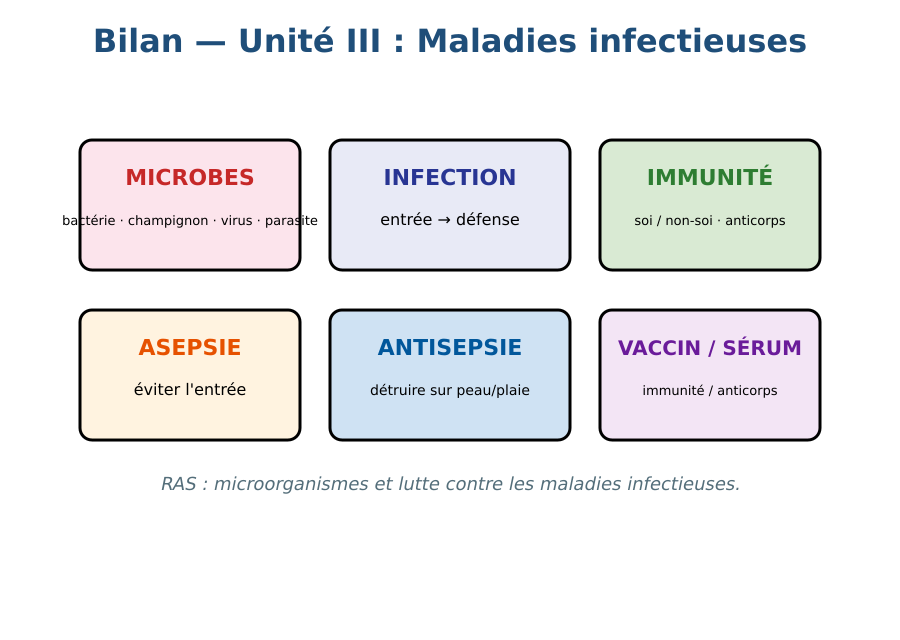 Bilan — Unité III : Maladies infectieuses
MICROBES
bactérie · champignon · virus · parasite
INFECTION
entrée → défense
IMMUNITÉ
soi / non-soi · anticorps
ASEPSIE
éviter l'entrée
ANTISEPSIE
détruire sur peau/plaie
VACCIN / SÉRUM
immunité / anticorps
RAS : microorganismes et lutte contre les maladies infectieuses.